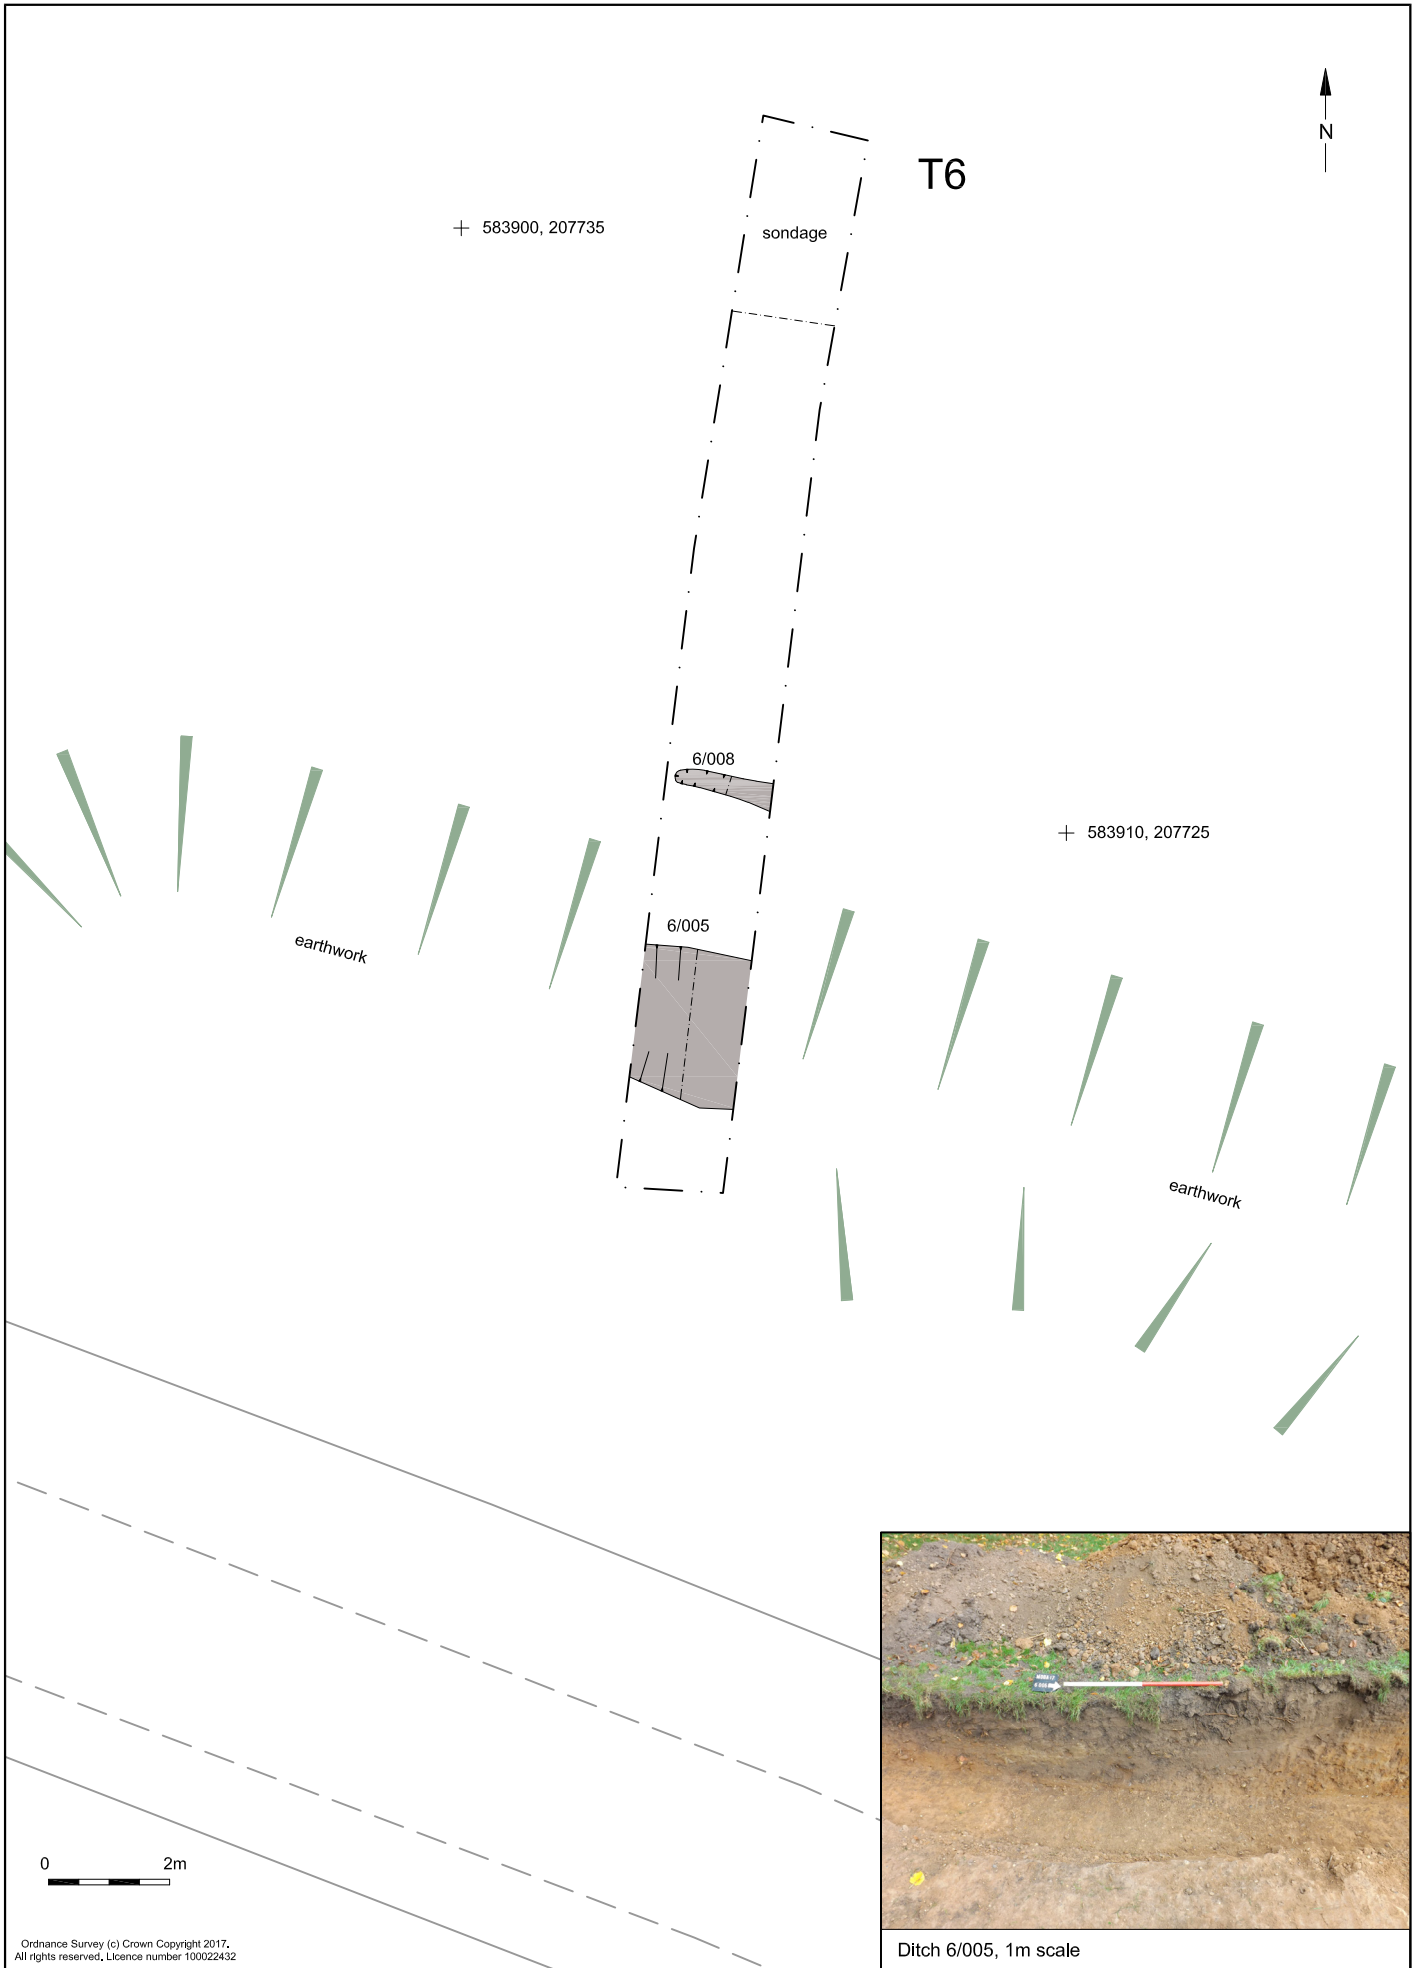 N
T6
583900, 207735
sondage
6/008
583910, 207725
6/005
earthwork
earthwork
0 2m
Ordnance Survey (c) Crown Copyright 2017.
All rights reserved. Licence number 100022432
Ditch 6/005, 1m scale